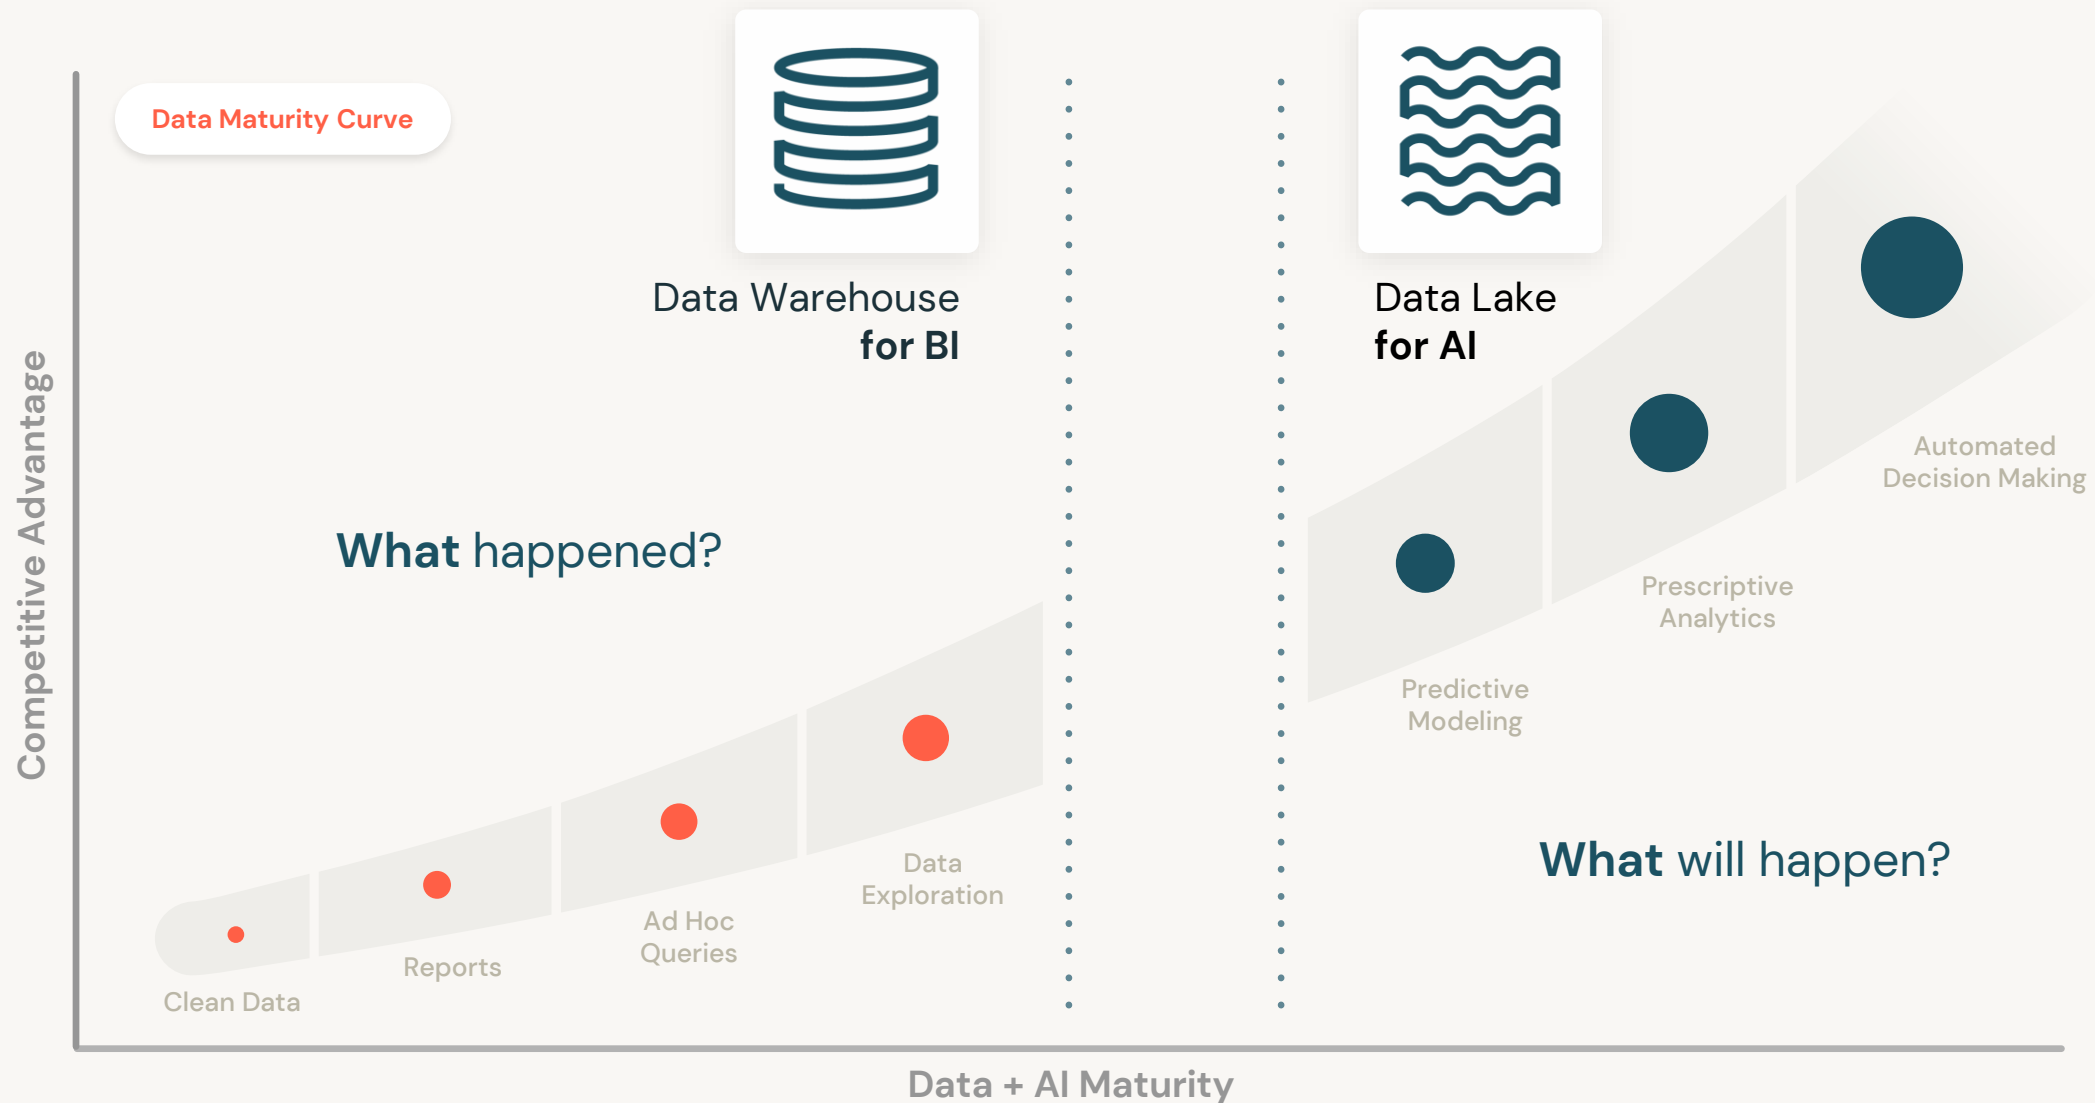 Data Maturity Curve
Data Warehouse
for BI
Data Lake
for AI
Competitive Advantage
What happened?
What will happen?
Clean Data
Reports
Ad Hoc
Queries
Data
Exploration
Predictive
Modeling
Prescriptive
Analytics
Automated
Decision Making
Data + AI Maturity